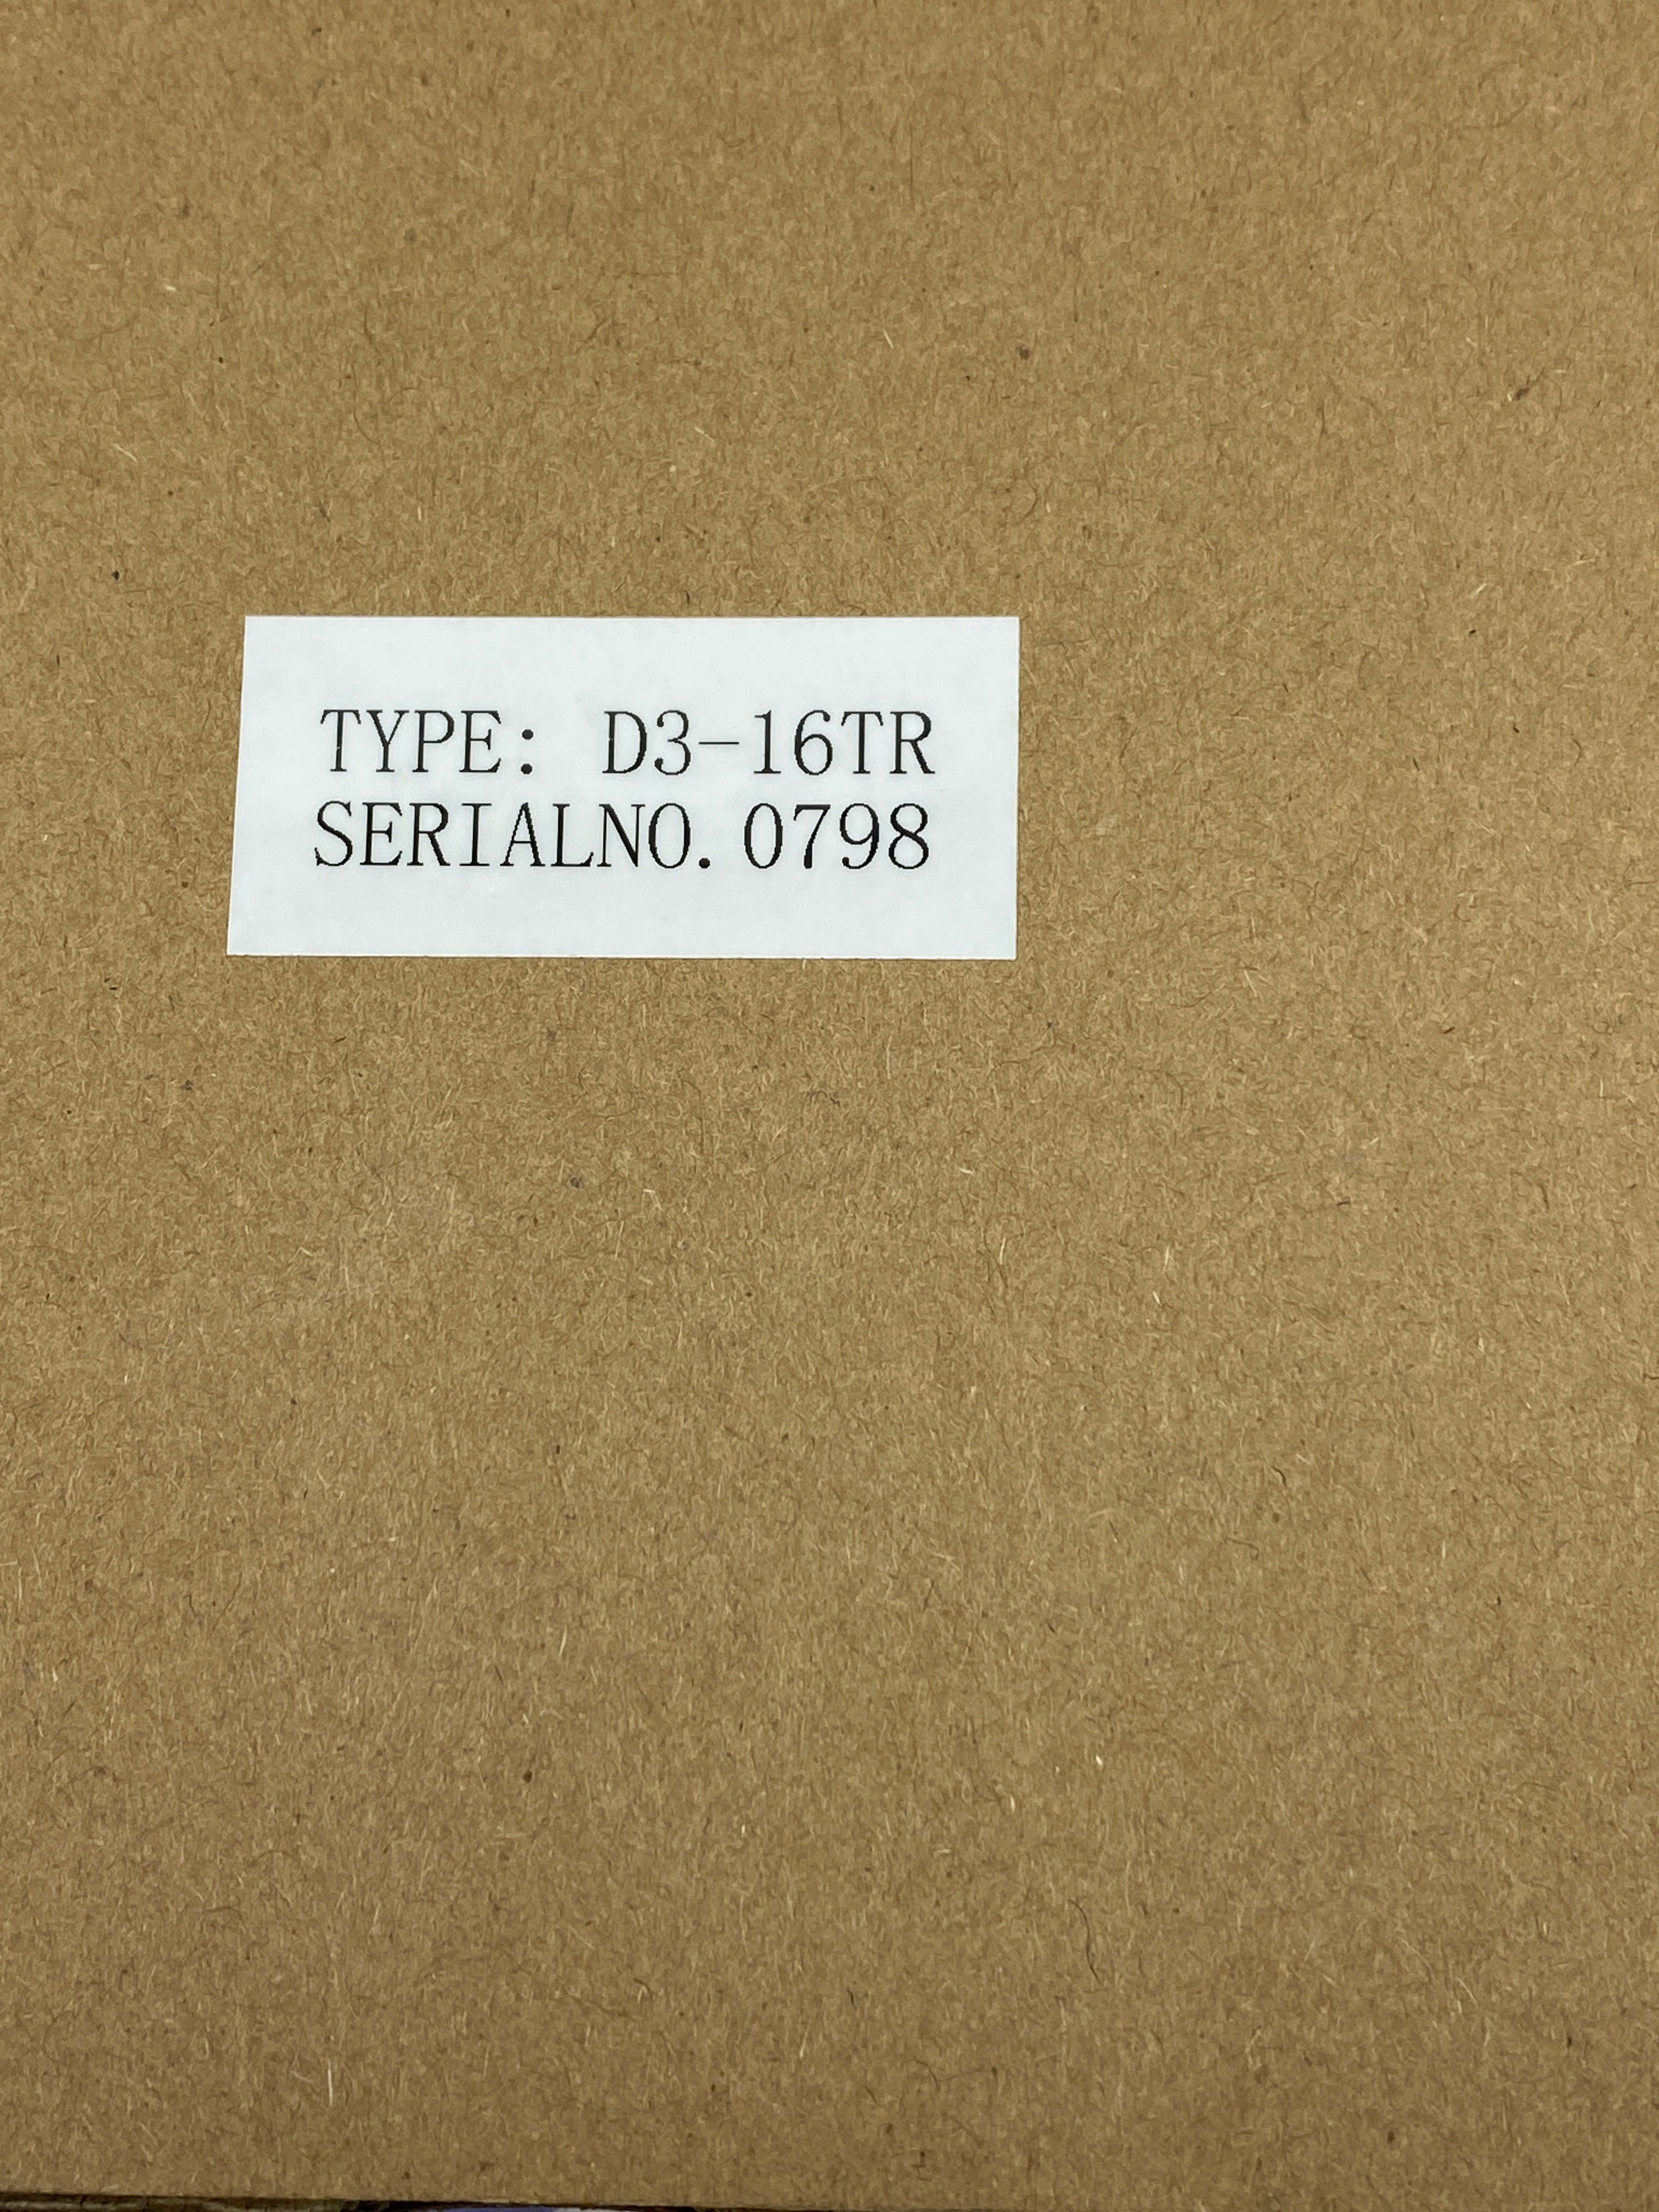 TYPE: D3-16TR
SERIALNO.0798